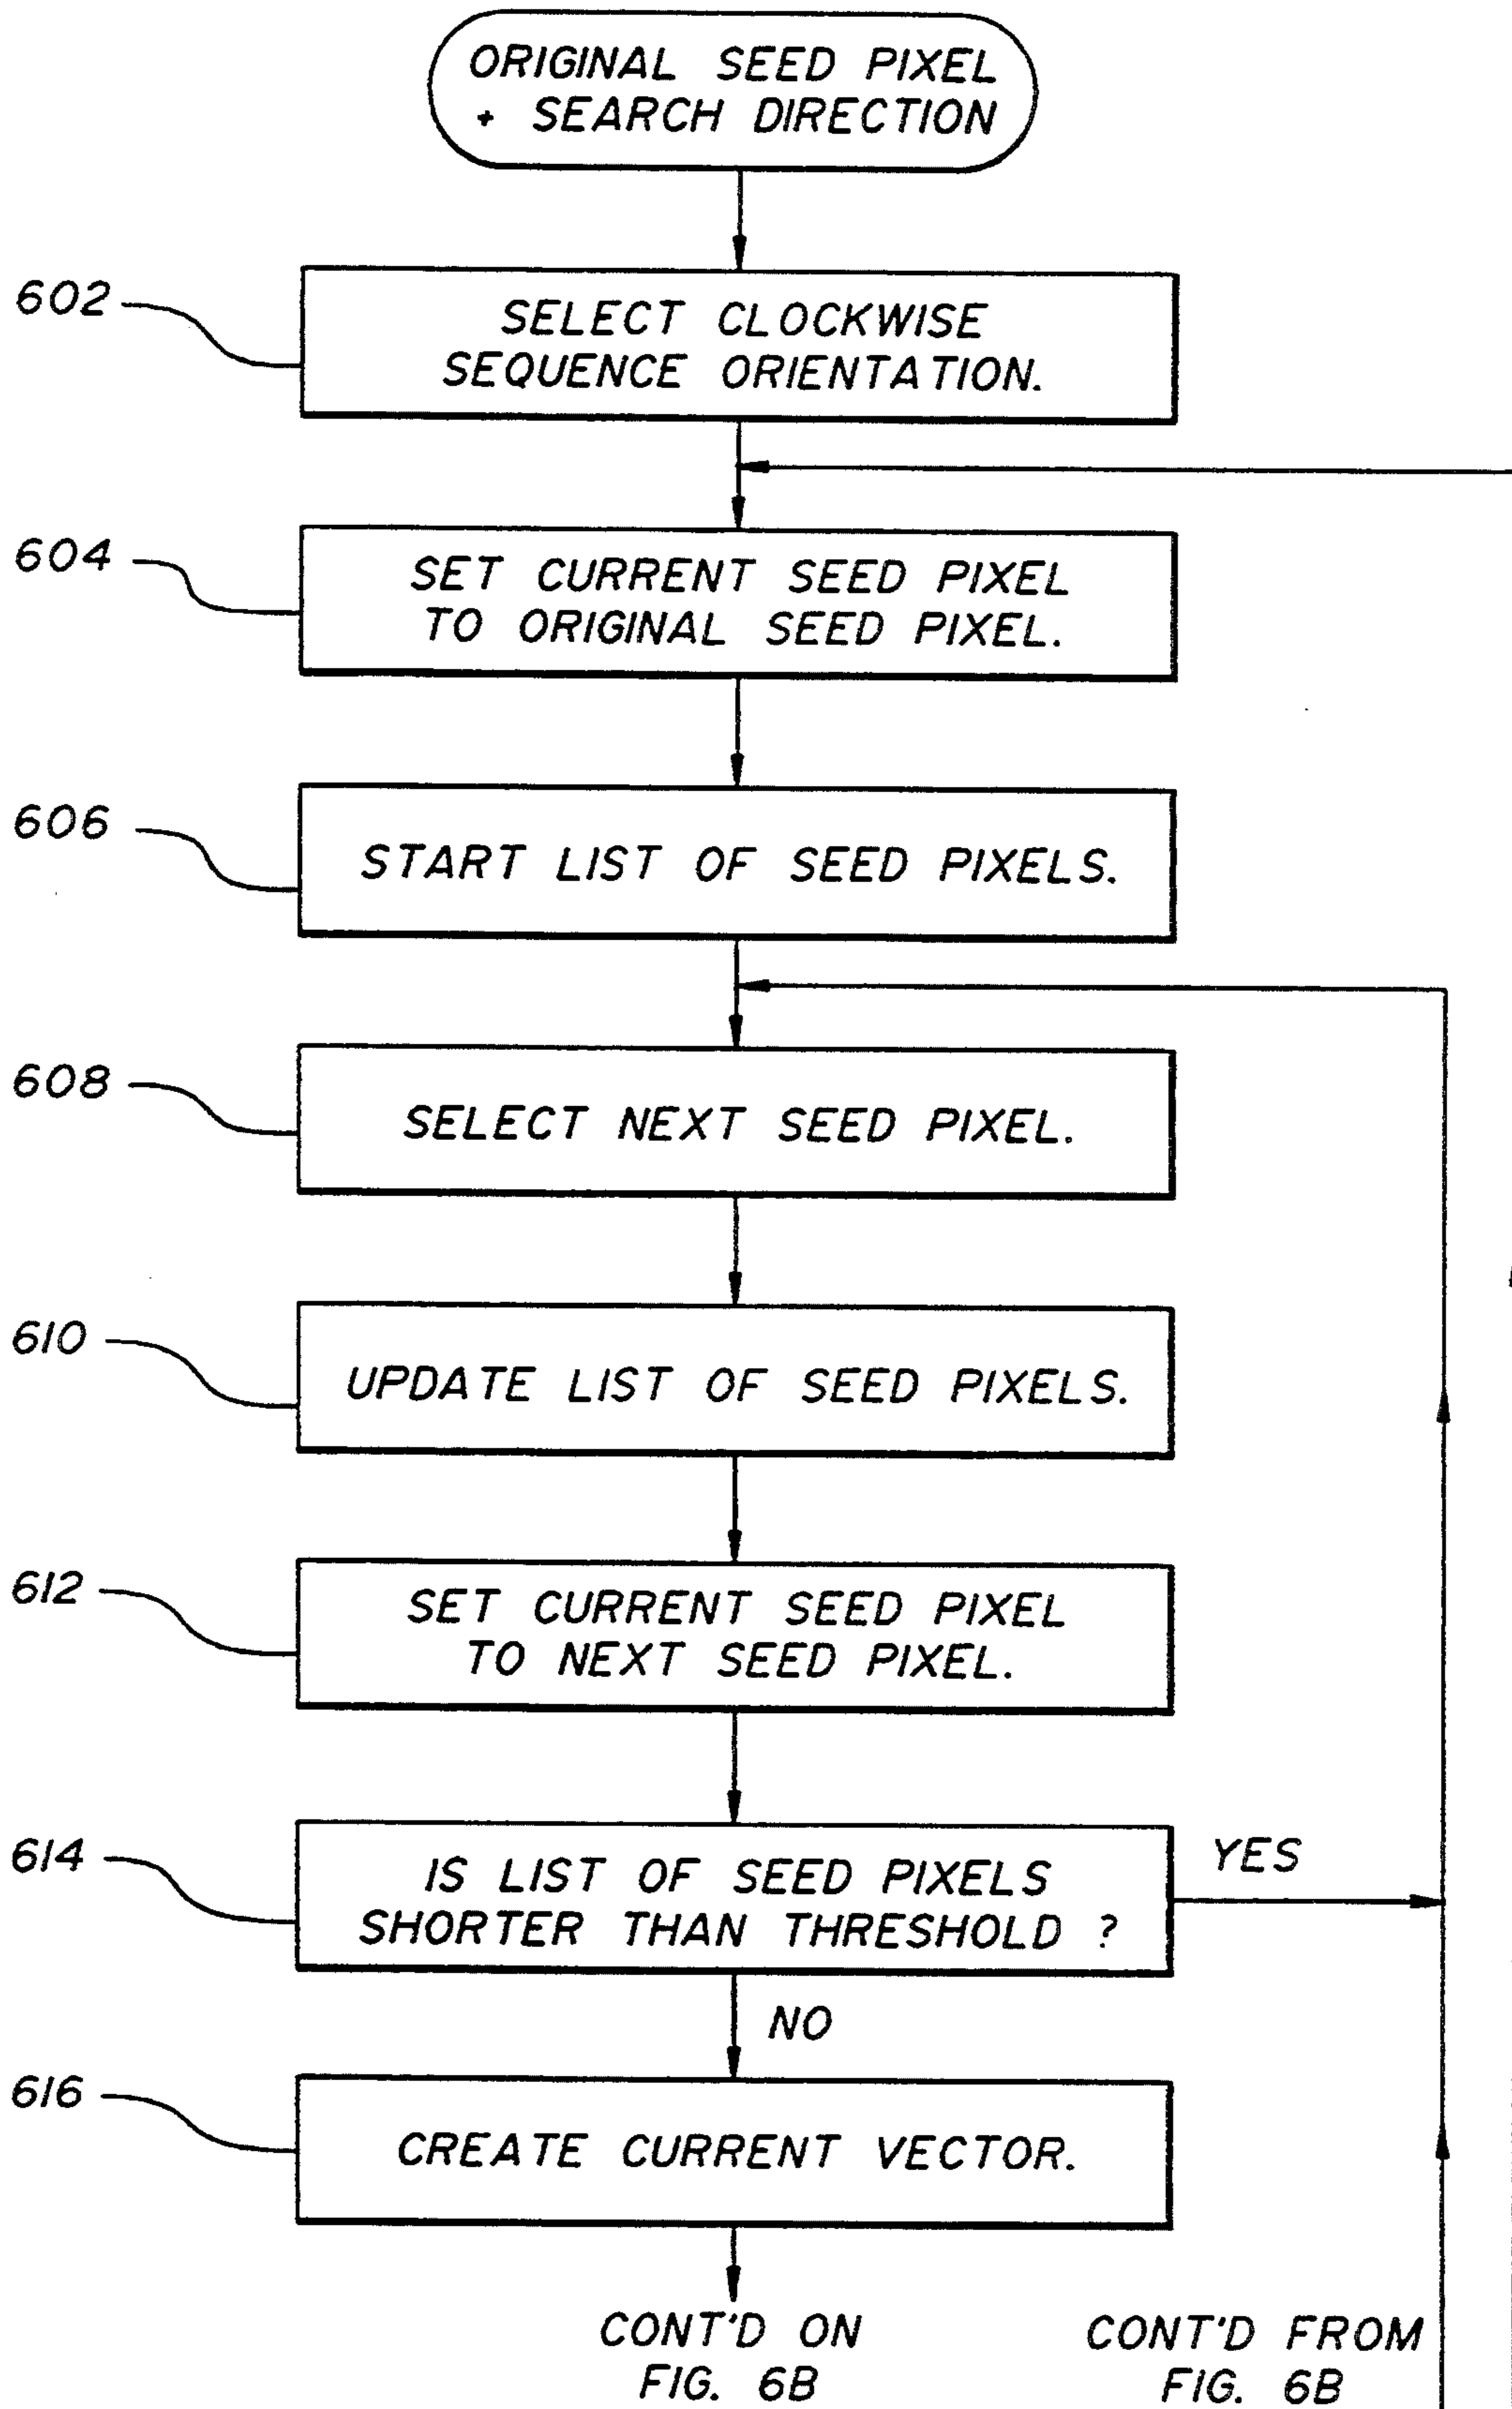 ORIGINAL SEED PIXEL
+ SEARCH DIRECTION
602
SELECT CLOCKWISE
SEQUENCE ORIENTATION.
604
SET CURRENT SEED PIXEL
TO ORIGINAL SEED PIXEL.
606
START LIST OF SEED PIXELS.
608
SELECT NEXT SEED PIXEL.
610
UPDATE LIST OF SEED PIXELS.
612
SET CURRENT SEED PIXEL
TO NEXT SEED PIXEL.
614
IS LIST OF SEED PIXELS
SHORTER THAN THRESHOLD ?
YES
NO
616
CREATE CURRENT VECTOR.
CONT'D ON
FIG. 6B
CONT'D FROM
FIG. 6B